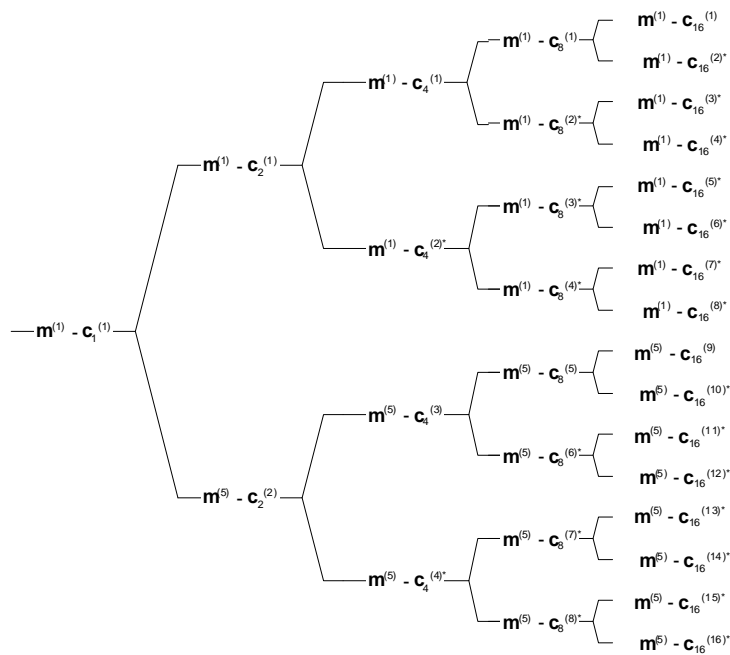 m(1) - c16(1)
m(1) - c8(1)
m(1) - c16(2)*
m(1) - c4(1)
m(1) - c16(3)*
m(1) - c8(2)*
m(1) - c16(4)*
m(1) - c2(1)
m(1) - c16(5)*
m(1) - c8(3)*
m(1) - c16(6)*
m(1) - c4(2)*
m(1) - c16(7)*
m(1) - c8(4)*
m(1) - c16(8)*
m(1) - c1(1)
m(5) - c16(9)
m(5) - c8(5)
m(5) - c16(10)*
m(5) - c4(3)
m(5) - c16(11)*
m(5) - c8(6)*
m(5) - c16(12)*
m(5) - c2(2)
m(5) - c16(13)*
m(5) - c8(7)*
m(5) - c16(14)*
m(5) - c4(4)*
m(5) - c16(15)*
m(5) - c8(8)*
m(5) - c16(16)*